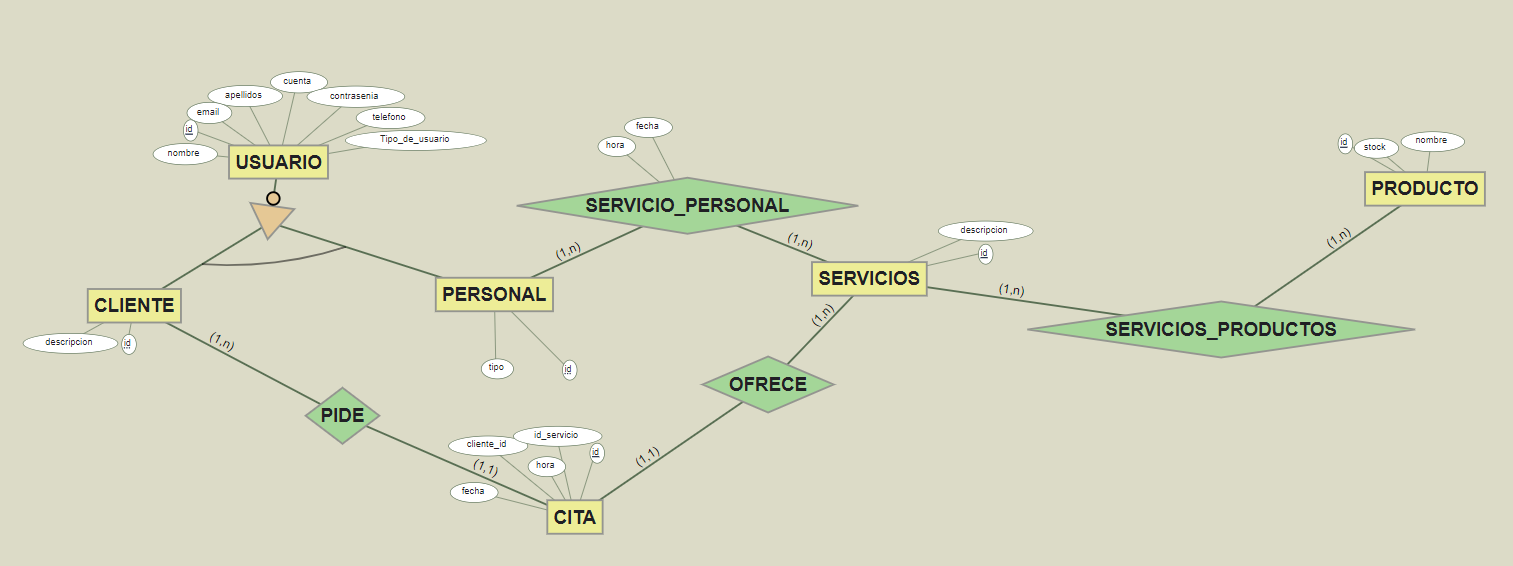 cuenta
apellidos
contrasenia
email
telefono
id
Tipo_de_usuario
nombre
USUARIO
fecha
hora
SERVICIO_PERSONAL
(1,n)
(1,n)
descripcion
id
SERVICIOS
id
stock
nombre
PRODUCTO
(1,n)
(1,n)
SERVICIOS_PRODUCTOS
CLIENTE
descripcion
id
PERSONAL
tipo
id
(1,n)
(1,n)
PIDE
OFRECE
(1,1)
(1,1)
cliente_id
id_servicio
id
hora
fecha
CITA